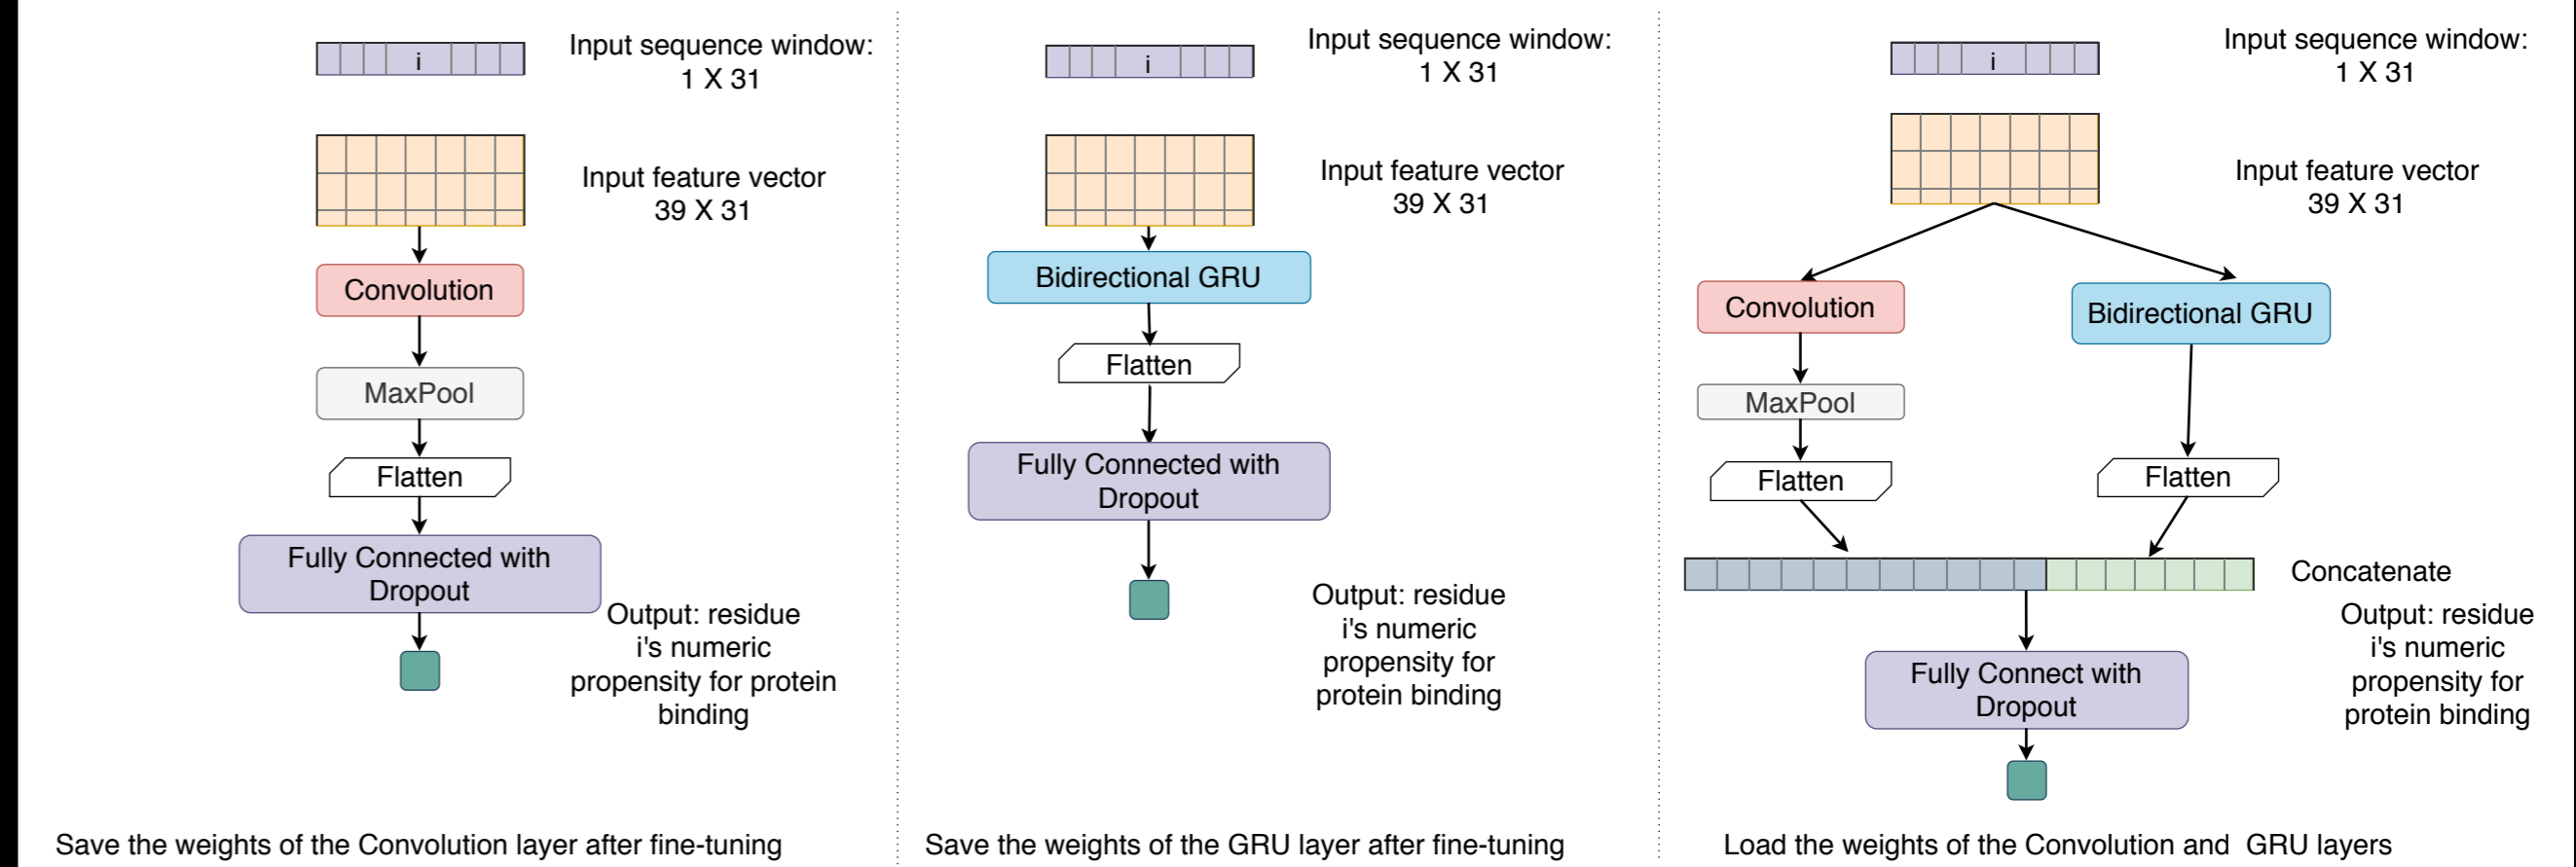 i
Input sequence window:
1 X 31
Input feature vector
39 X 31
Convolution
MaxPool
Flatten
Fully Connected with
Dropout
Output: residue
i's numeric
propensity for protein
binding
Save the weights of the Convolution layer after fine-tuning
i
Input sequence window:
1 X 31
Input feature vector
39 X 31
Bidirectional GRU
Flatten
Fully Connected with
Dropout
Output: residue
i's numeric
propensity for
protein binding
Save the weights of the GRU layer after fine-tuning
i
Input sequence window:
1 X 31
Input feature vector
39 X 31
Convolution
Bidirectional GRU
MaxPool
Flatten
Flatten
Concatenate
Output: residue
i's numeric
propensity for
protein binding
Fully Connect with
Dropout
Load the weights of the Convolution and GRU layers